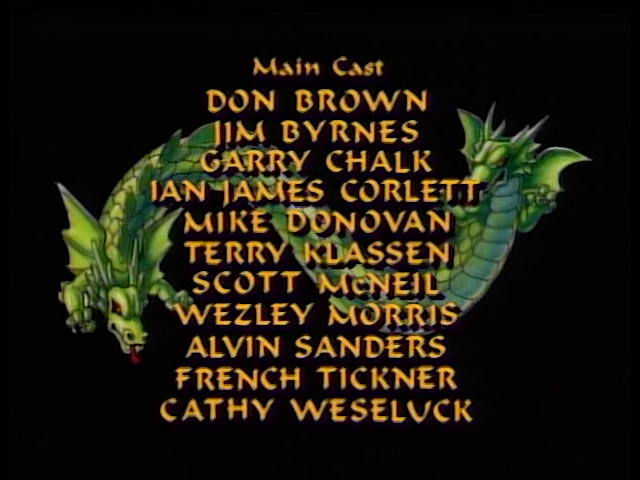 Main Cast
DON BROWN
JIM BYRNES
GARRY CHALK
IAN JAMES CORLETT
MIKE DONOVAN
TERRY KLASSEN
SCOTT McNEIL
WEZLEY MORRIS
ALVIN SANDERS
FRENCH TICKNER
CATHY WESELUCK